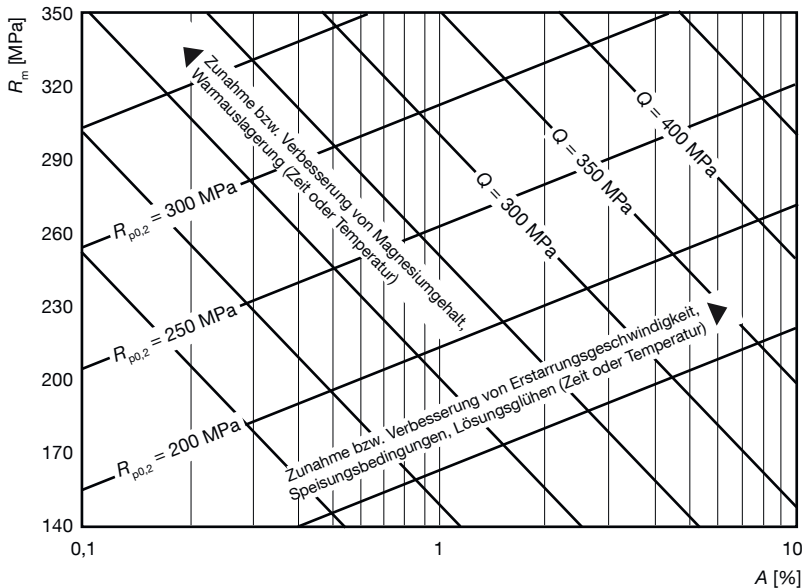 R_m [MPa]
350
320
290
260
230
200
170
140
0,1
1
10
A [%]
Zunahme bzw. Verbesserung von Magnesiumgehalt,
Warmauslagerung (Zeit oder Temperatur)
Q = 300 MPa
Q = 350 MPa
Q = 400 MPa
R_p0,2 = 300 MPa
R_p0,2 = 250 MPa
R_p0,2 = 200 MPa
Zunahme bzw. Verbesserung von Erstarrungsgeschwindigkeit,
Speisungsbedingungen, Lösungsglühen (Zeit oder Temperatur)